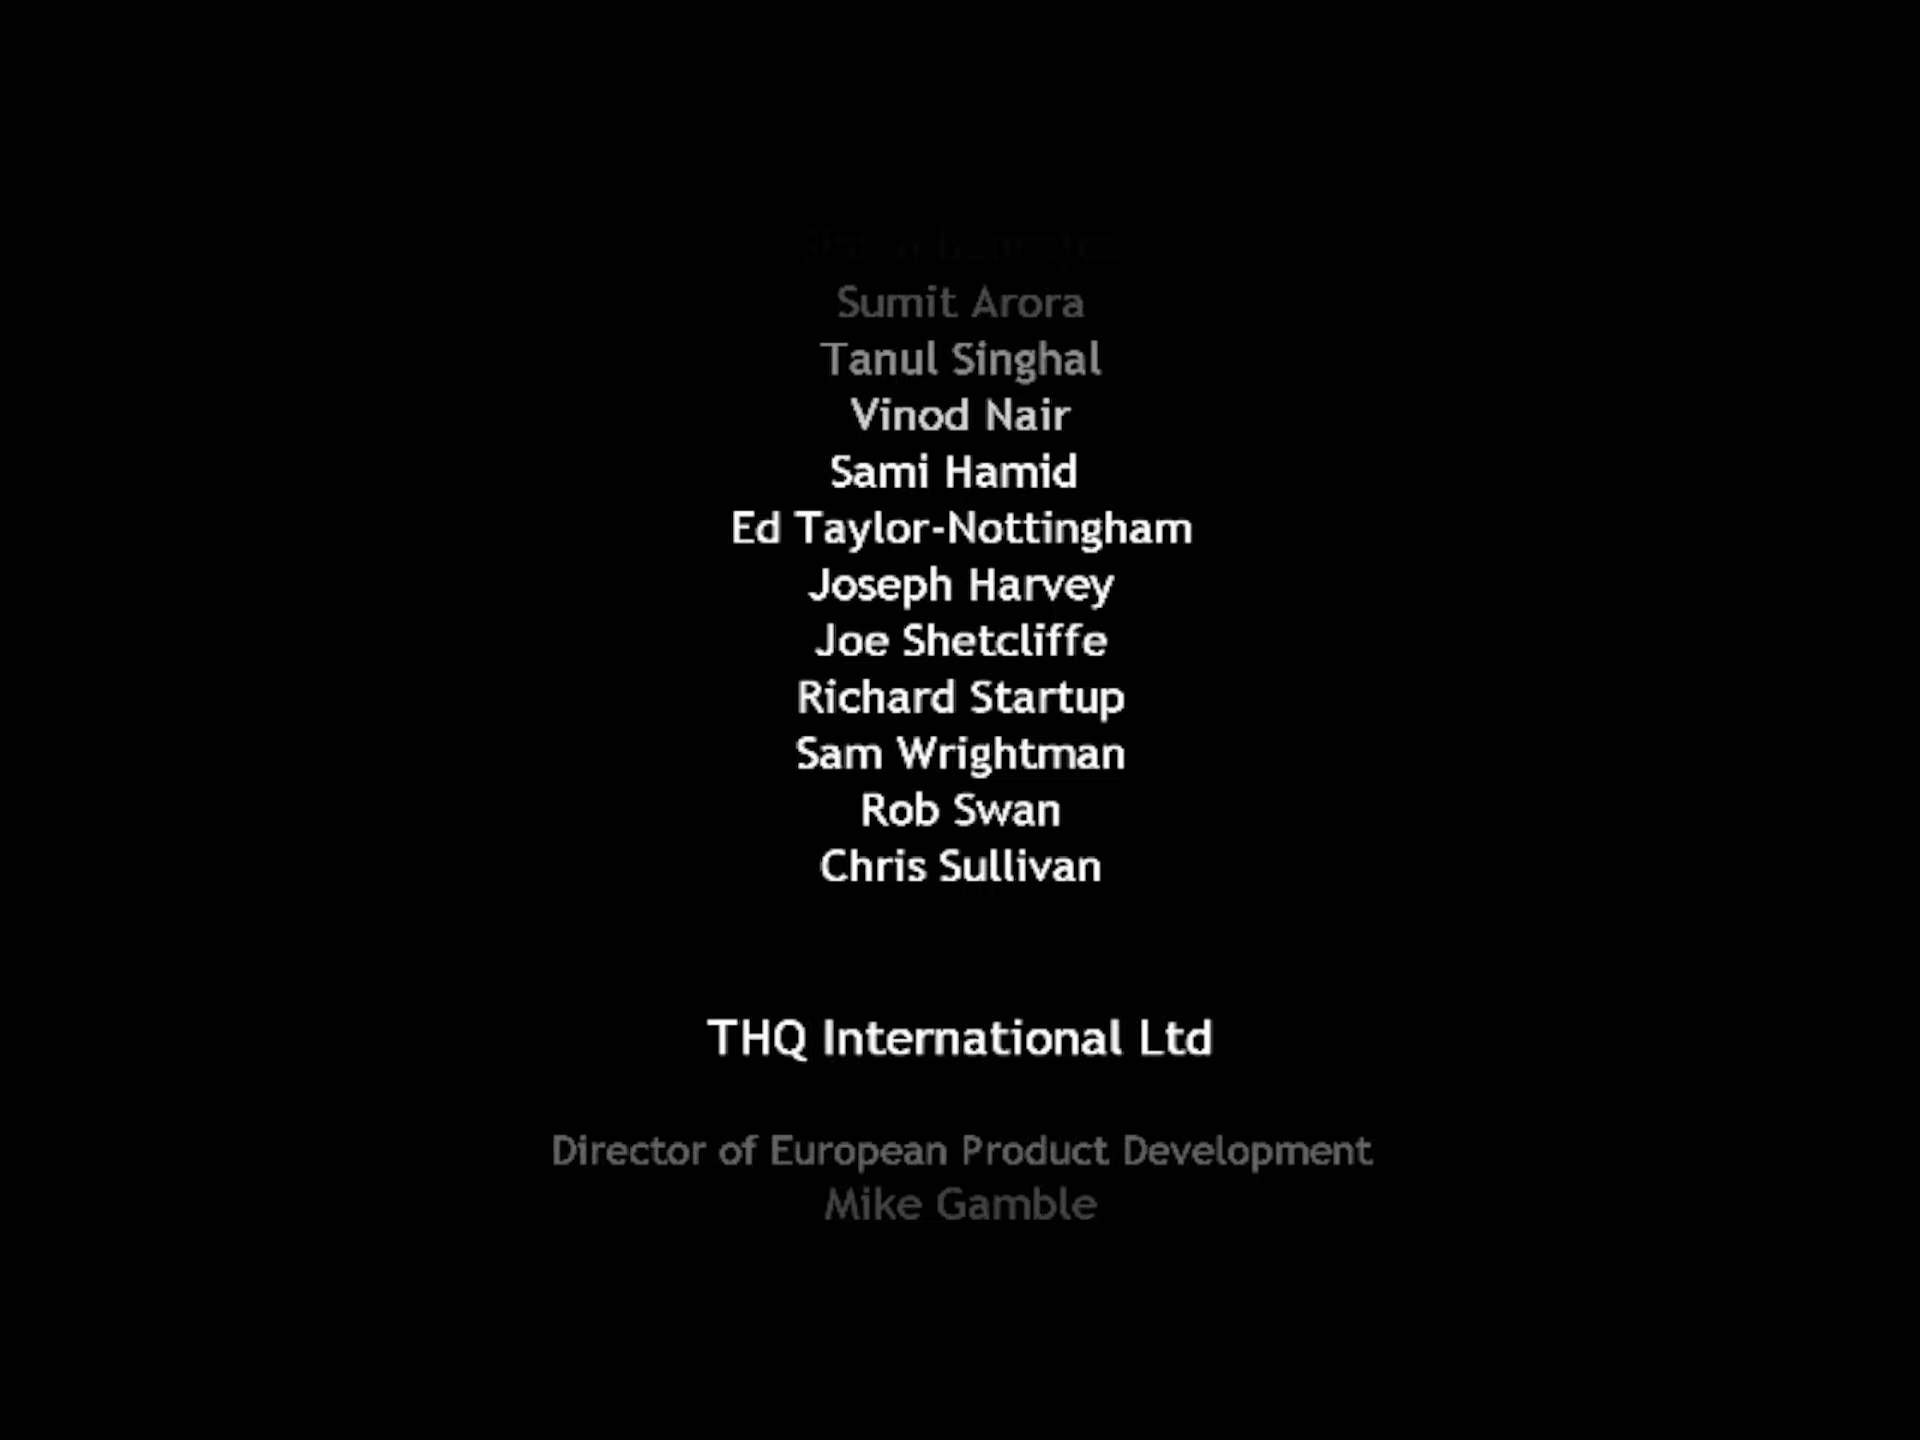 Sumit Arora
Tanul Singhal
Vinod Nair
Sami Hamid
Ed Taylor-Nottingham
Joseph Harvey
Joe Shetcliffe
Richard Startup
Sam Wrightman
Rob Swan
Chris Sullivan
THQ International Ltd
Director of European Product Development
Mike Gamble